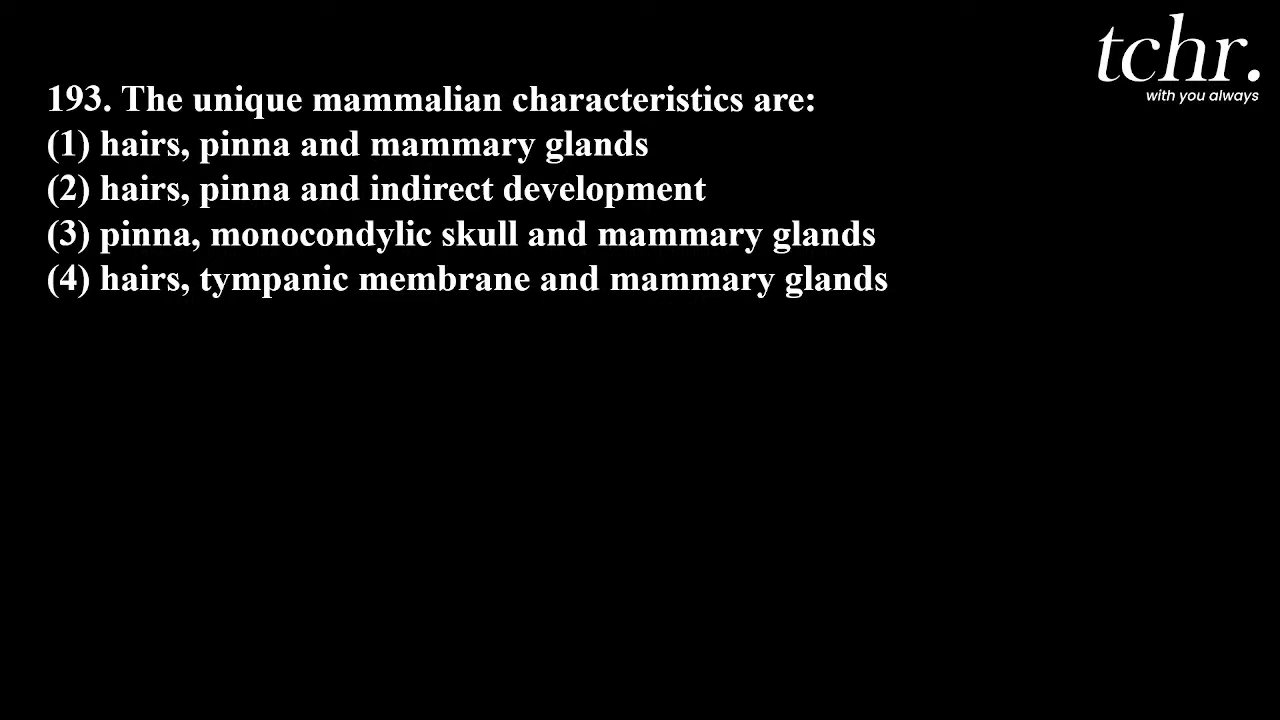 tchr.
with you always
193. The unique mammalian characteristics are:
(1) hairs, pinna and mammary glands
(2) hairs, pinna and indirect development
(3) pinna, monocondylic skull and mammary glands
(4) hairs, tympanic membrane and mammary glands